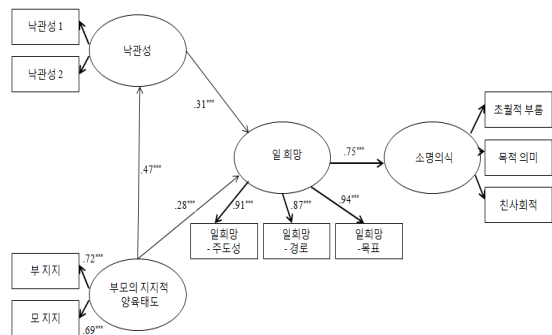 낙관성 1
낙관성
낙관성 2
.31***
초월적 부름
일 희망
.75***
소명의식
목적 의미
.47***
친사회적
.28***
.91***
.87***
.94***
일희망
- 주도성
일희망
- 경로
일희망
-목표
.72***
부 지지
부모의 지지적
양육태도
모 지지
.69***